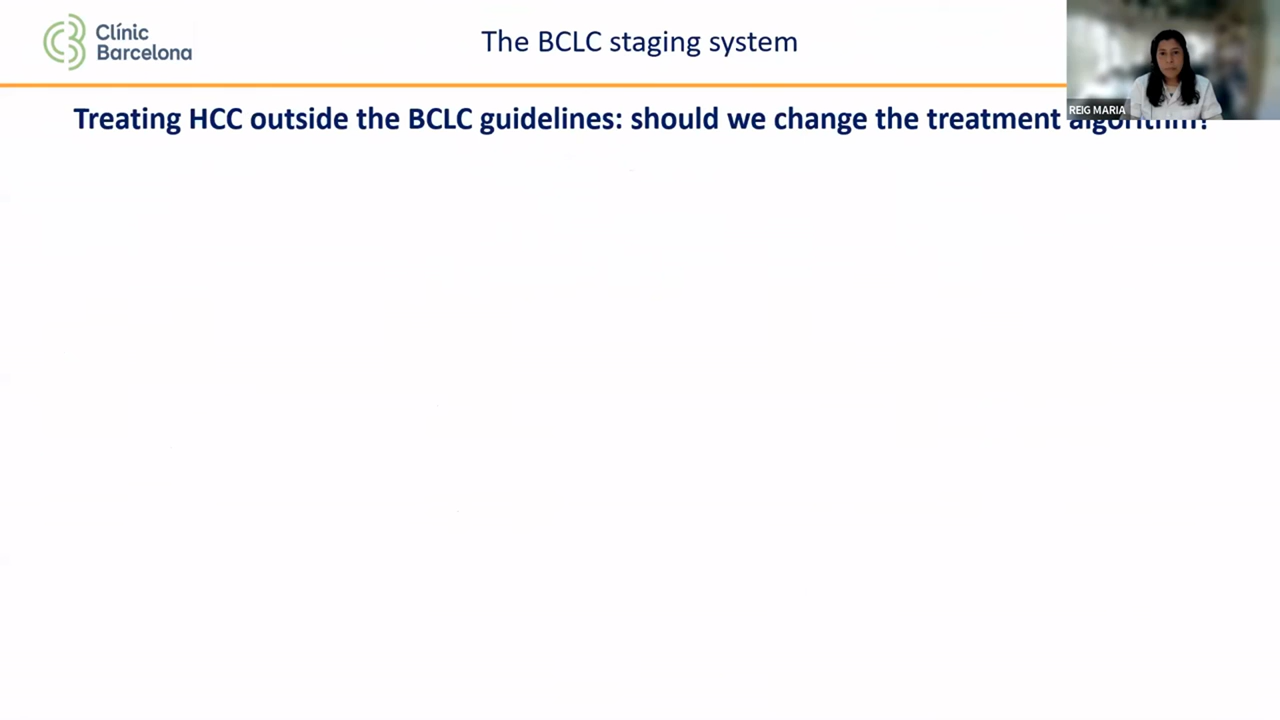 Clínic
Barcelona
The BCLC staging system
Treating HCC outside the BCLC guidelines: should we change the treatment algorithm?
REIG MARIA